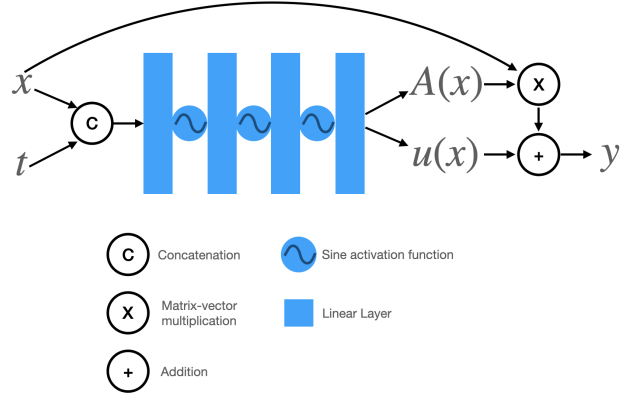 x
t
C
A(x)
u(x)
X
+
y
C
Concatenation
Sine activation function
X
Matrix-vector
multiplication
Linear Layer
+
Addition